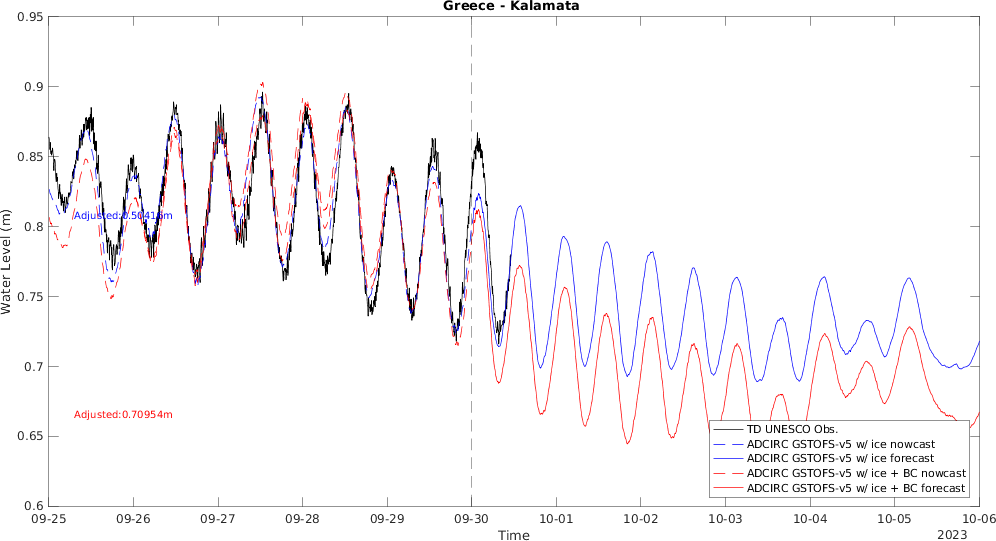 Greece - Kalamata
0.95
0.9
0.85
0.8
0.75
0.7
0.65
0.6
Water Level (m)
Adjusted:0.50416m
Adjusted:0.70954m
TD UNESCO Obs.
ADCIRC GSTOFS-v5 w/ ice nowcast
ADCIRC GSTOFS-v5 w/ ice forecast
ADCIRC GSTOFS-v5 w/ ice + BC nowcast
ADCIRC GSTOFS-v5 w/ ice + BC forecast
09-25 09-26 09-27 09-28 09-29 09-30 10-01 10-02 10-03 10-04 10-05 10-06
Time
2023